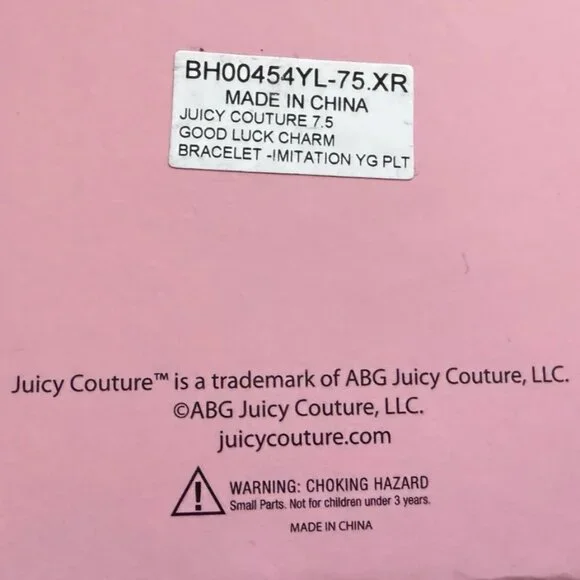 BH00454YL-75.XR
MADE IN CHINA
JUICY COUTURE 7.5
GOOD LUCK CHARM
BRACELET -IMITATION YG PLT
Juicy Couture™ is a trademark of ABG Juicy Couture, LLC.
©ABG Juicy Couture, LLC.
juicycouture.com
WARNING: CHOKING HAZARD
Small Parts. Not for children under 3 years.
MADE IN CHINA